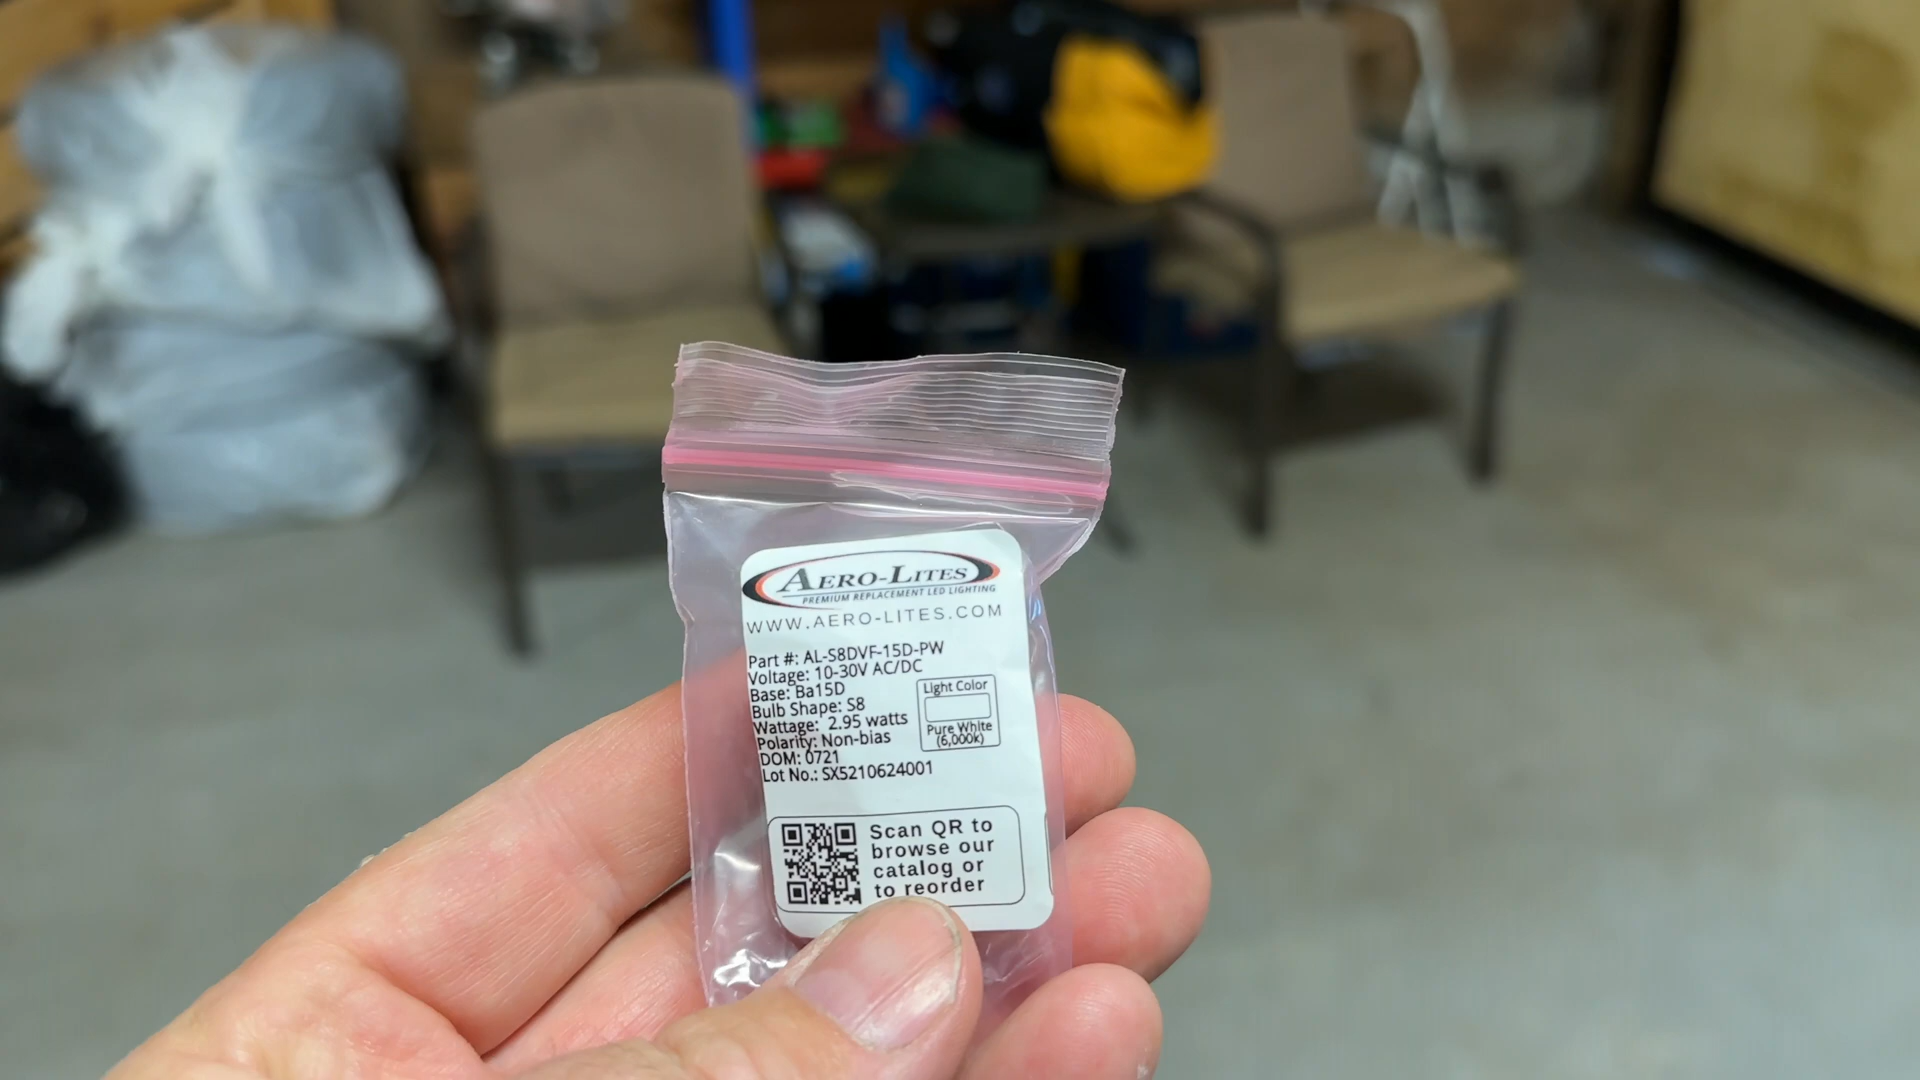 AERO-LITES
PREMIUM REPLACEMENT LED LIGHTING
WWW.AERO-LITES.COM
Part #: AL-S8DVF-15D-PW
Voltage: 10-30V AC/DC
Base: Ba15D
Bulb Shape: S8
Wattage: 2.95 watts
Polarity: Non-bias
DOM: 0721
Lot No.: SX5210624001
Light Color
Pure White
(6,000k)
Scan QR to
browse our
catalog or
to reorder